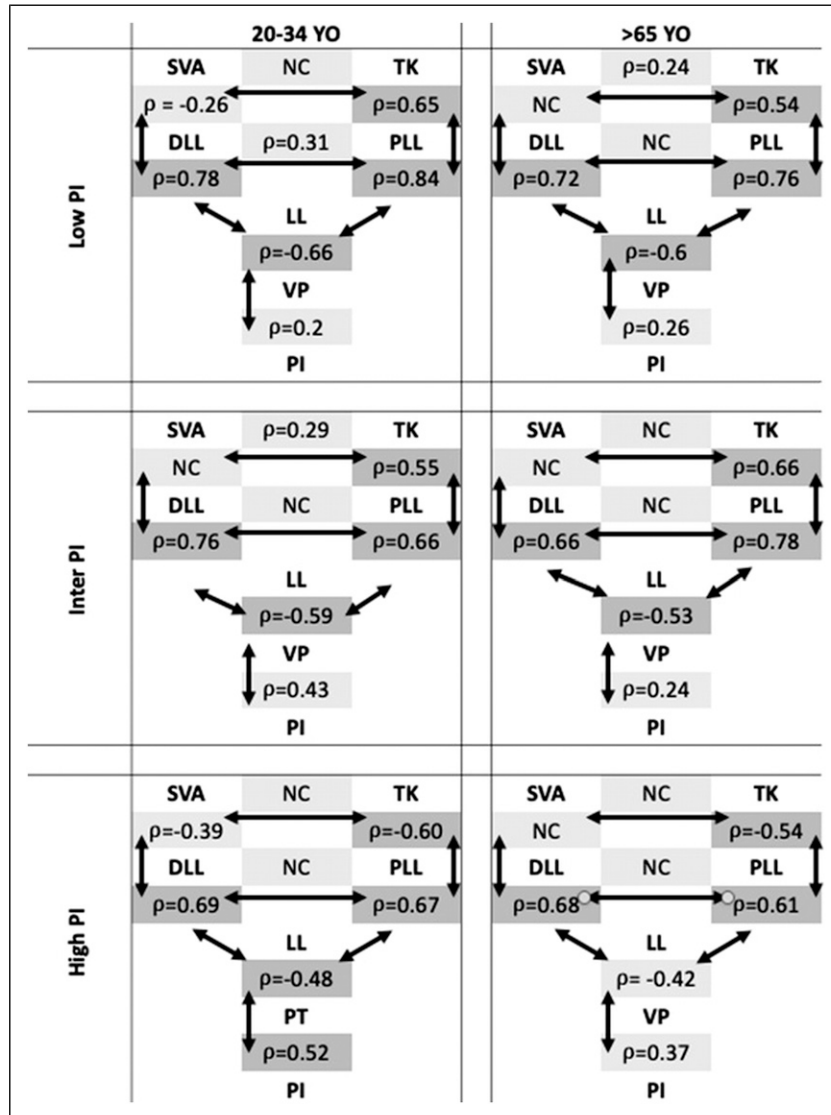 20-34 YO >65 YO
Low PI
SVA NC TK SVA ρ=0.24 TK
ρ = -0.26 ρ=0.65 NC ρ=0.54
DLL ρ=0.31 PLL DLL NC PLL
ρ=0.78 ρ=0.84 ρ=0.72 ρ=0.76
LL LL
ρ=-0.66 ρ=-0.6
VP VP
ρ=0.2 ρ=0.26
PI PI
Inter PI
SVA ρ=0.29 TK SVA NC TK
NC ρ=0.55 NC ρ=0.66
DLL NC PLL DLL NC PLL
ρ=0.76 ρ=0.66 ρ=0.66 ρ=0.78
LL LL
ρ=-0.59 ρ=-0.53
VP VP
ρ=0.43 ρ=0.24
PI PI
High PI
SVA NC TK SVA NC TK
ρ=-0.39 ρ=-0.60 NC ρ=-0.54
DLL NC PLL DLL NC PLL
ρ=0.69 ρ=0.67 ρ=0.68 ρ=0.61
LL LL
ρ=-0.48 ρ= -0.42
PT VP
ρ=0.52 ρ=0.37
PI PI